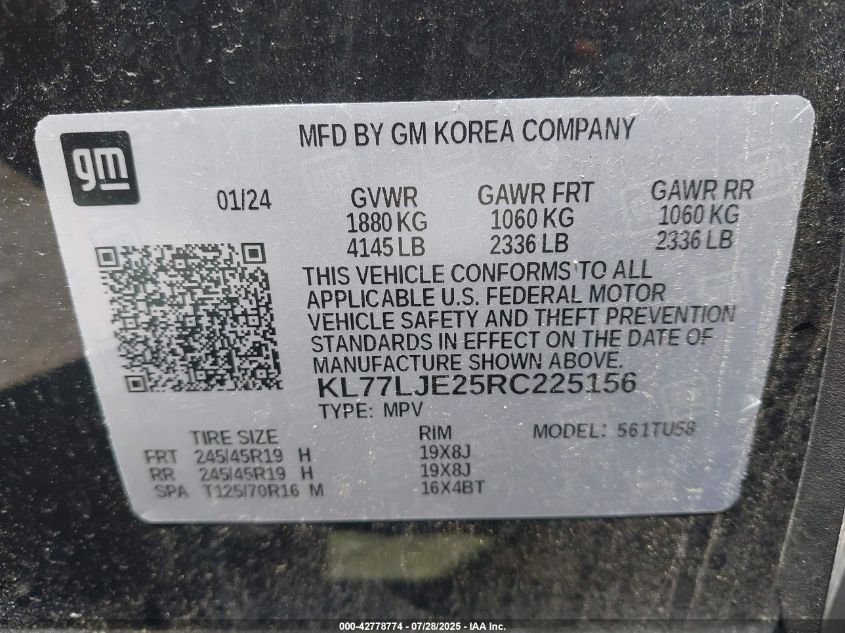 gm
MFD BY GM KOREA COMPANY
01/24 GVWR GAWR FRT GAWR RR
1880 KG 1060 KG 1060 KG
4145 LB 2336 LB 2336 LB
THIS VEHICLE CONFORMS TO ALL
APPLICABLE U.S. FEDERAL MOTOR
VEHICLE SAFETY AND THEFT PREVENTION
STANDARDS IN EFFECT ON THE DATE OF
MANUFACTURE SHOWN ABOVE.
KL77LJE25RC225156
TYPE: MPV
TIRE SIZE RIM MODEL: 561TU58
FRT 245/45R19 H 19X8J
RR 245/45R19 H 19X8J
SPA T125/70R16 M 16X4BT
000-42778774 / 07/28/2025 - IAA Inc.